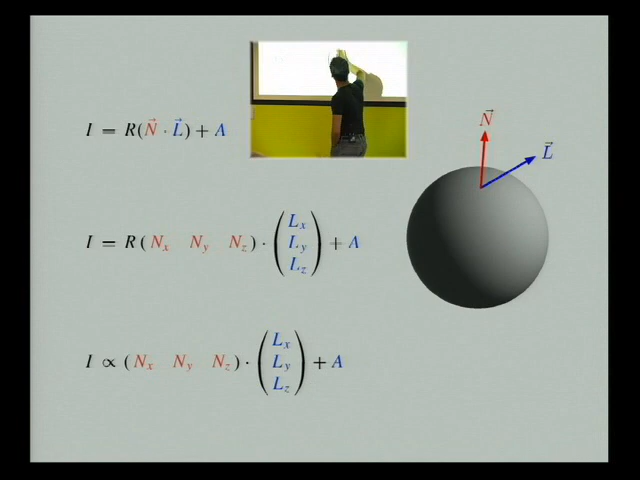 I = R(N⃗ · L⃗) + A
N⃗
L⃗
I = R ( Nx Ny Nz ) · ( Lx Ly Lz ) + A
I ∝ ( Nx Ny Nz ) · ( Lx Ly Lz ) + A